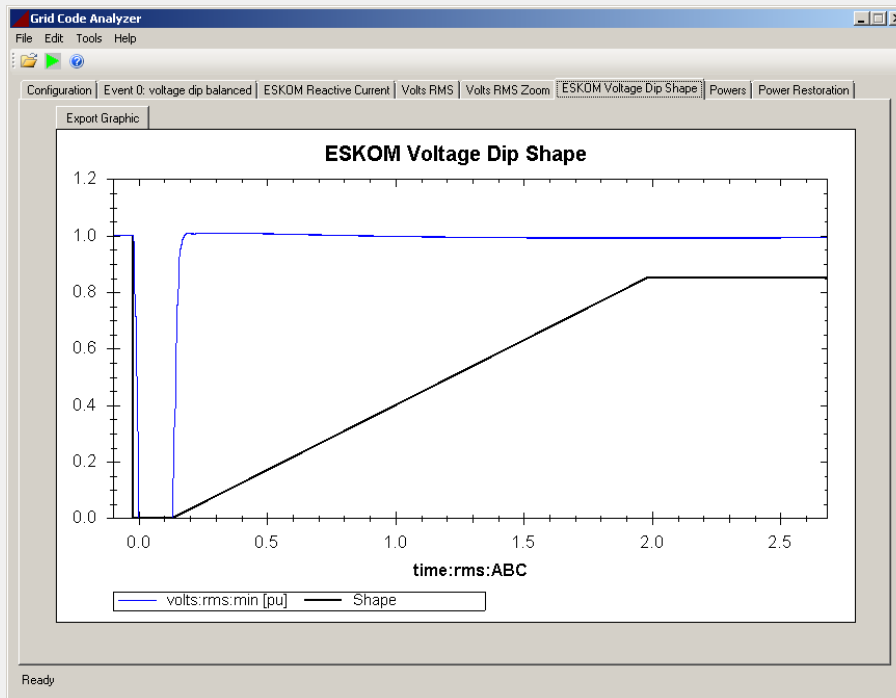 Grid Code Analyzer
File Edit Tools Help
Configuration Event 0: voltage dip balanced ESKOM Reactive Current Volts RMS Volts RMS Zoom ESKOM Voltage Dip Shape Powers Power Restoration
Export Graphic
ESKOM Voltage Dip Shape
1.2
1.0
0.8
0.6
0.4
0.2
0.0
0.0 0.5 1.0 1.5 2.0 2.5
time:rms:ABC
volts:rms:min [pu] Shape
Ready